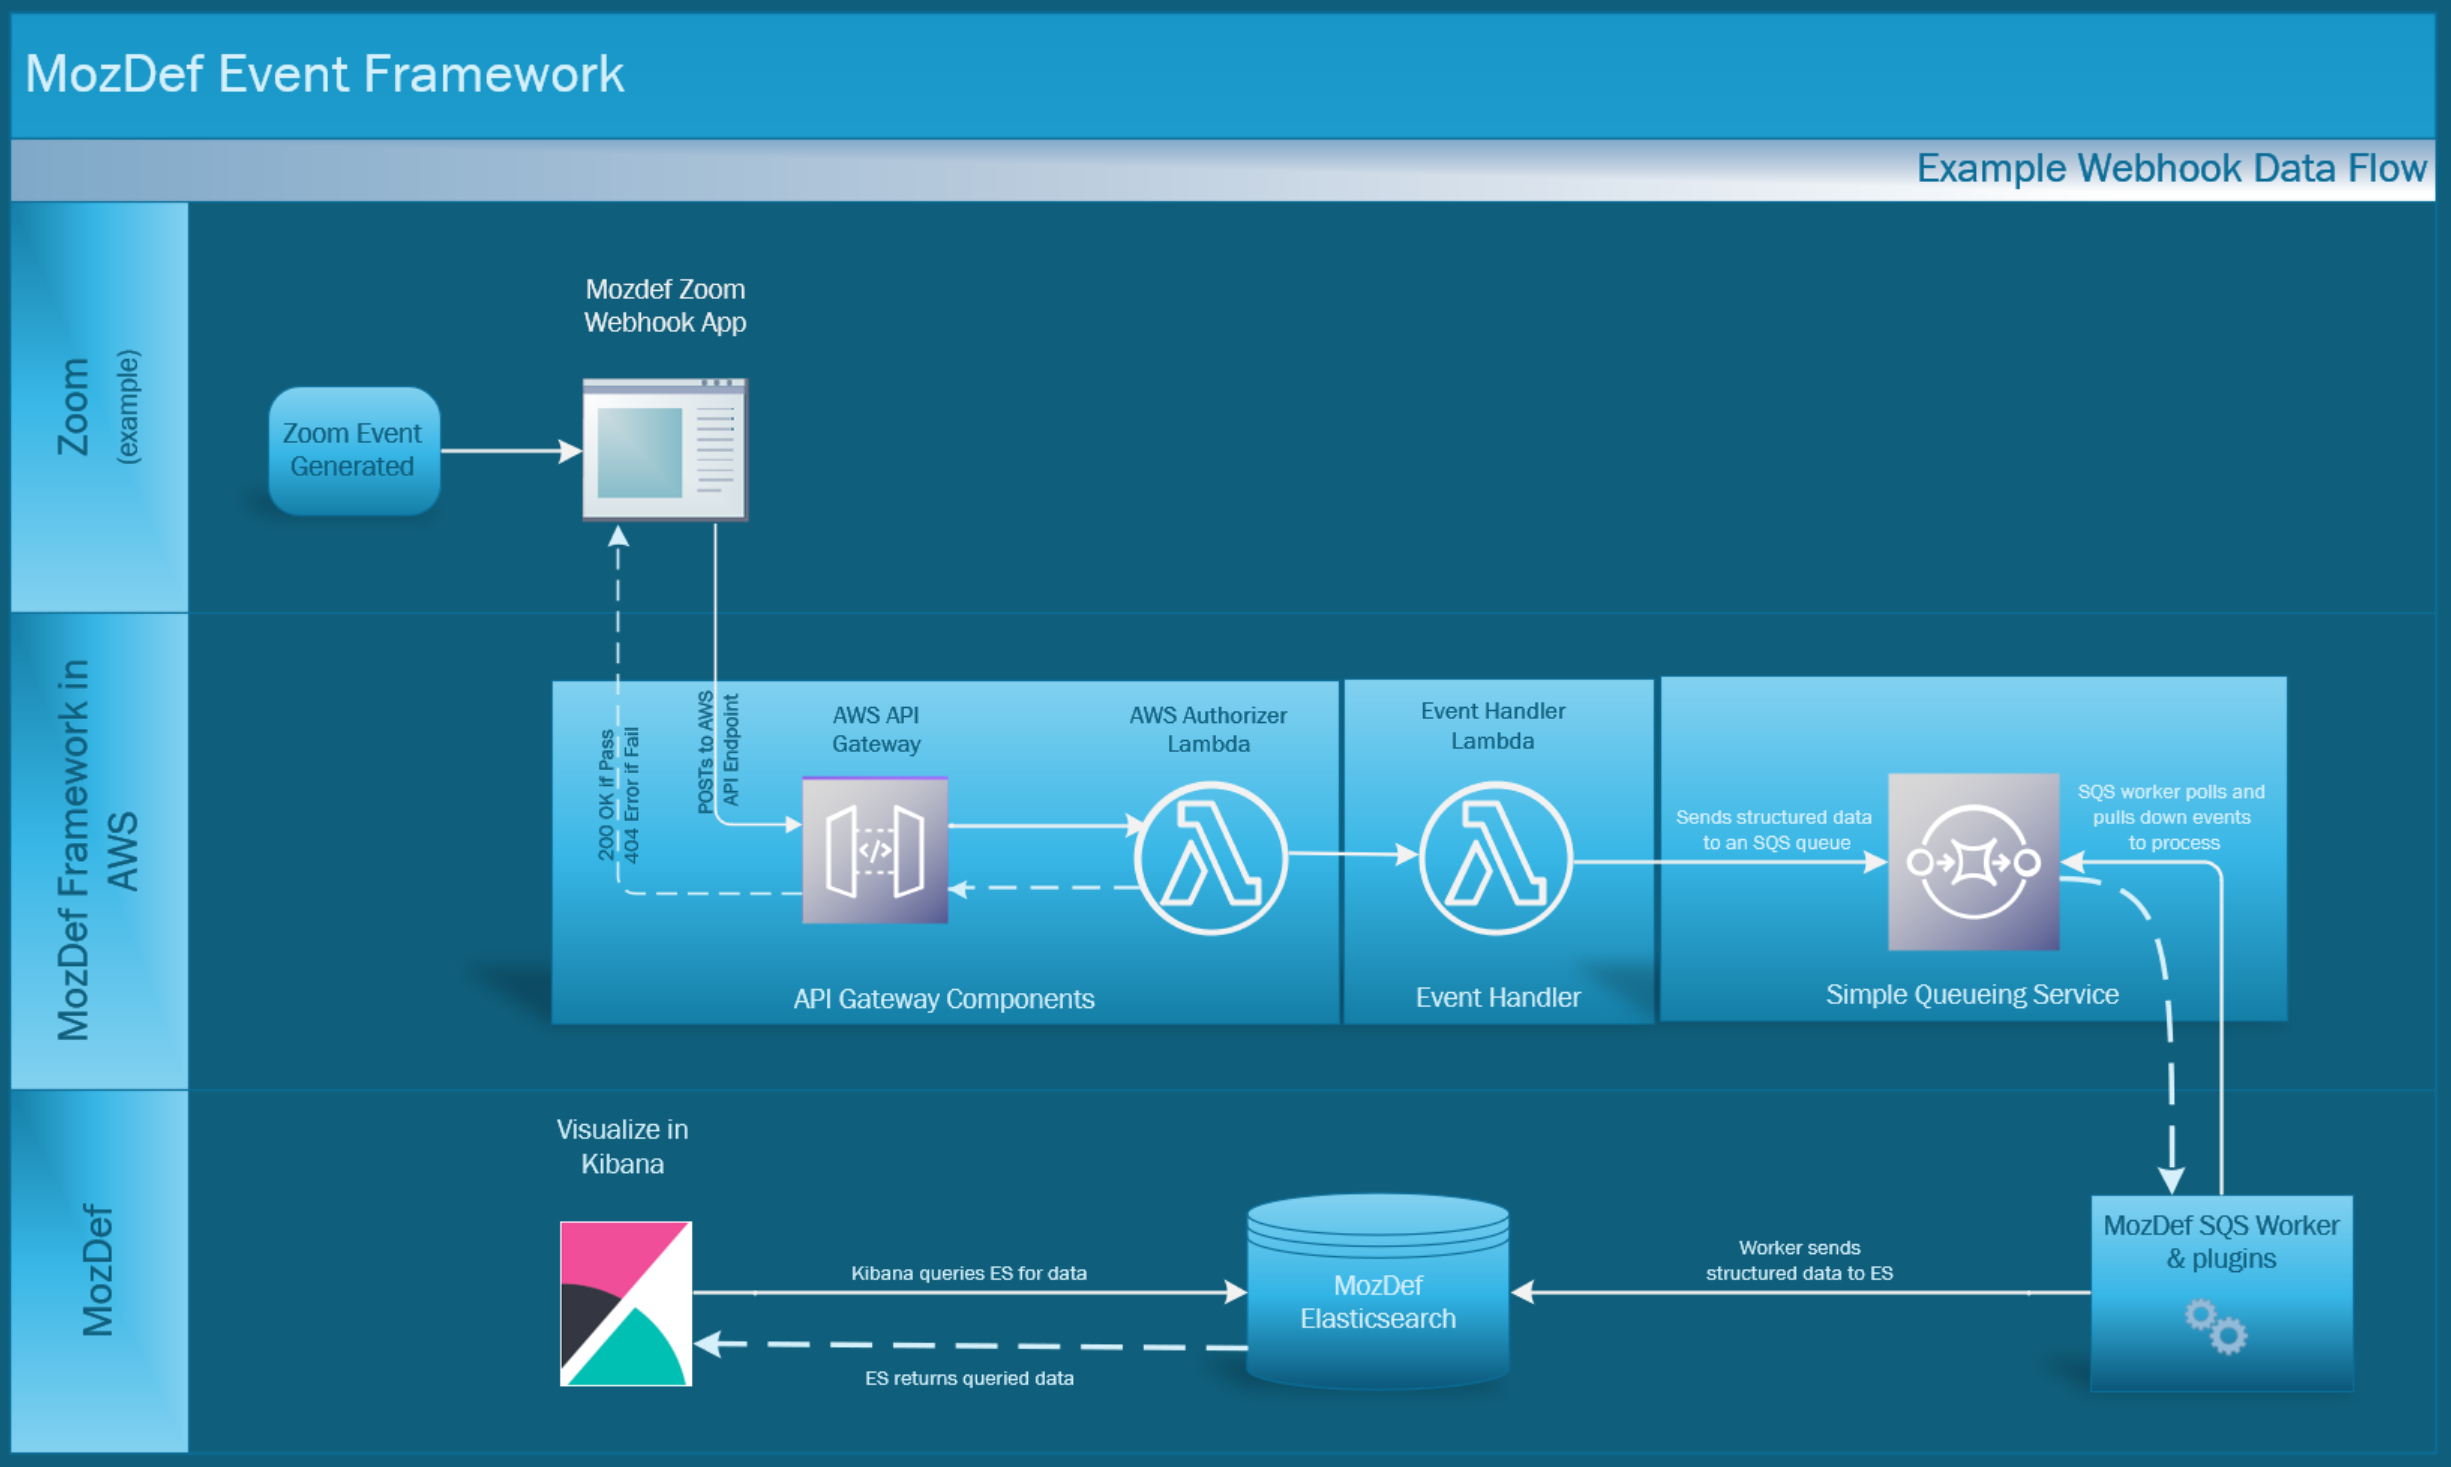 MozDef Event Framework
Example Webhook Data Flow
Zoom
(example)
Mozdef Zoom
Webhook App
Zoom Event
Generated
MozDef Framework in
AWS
200 OK if Pass
404 Error if Fail
POSTs to AWS
API Endpoint
AWS API
Gateway
</>
AWS Authorizer
Lambda
API Gateway Components
Event Handler
Lambda
Event Handler
Sends structured data
to an SQS queue
SQS worker polls and
pulls down events
to process
Simple Queueing Service
MozDef
Visualize in
Kibana
Kibana queries ES for data
ES returns queried data
MozDef
Elasticsearch
Worker sends
structured data to ES
MozDef SQS Worker
& plugins